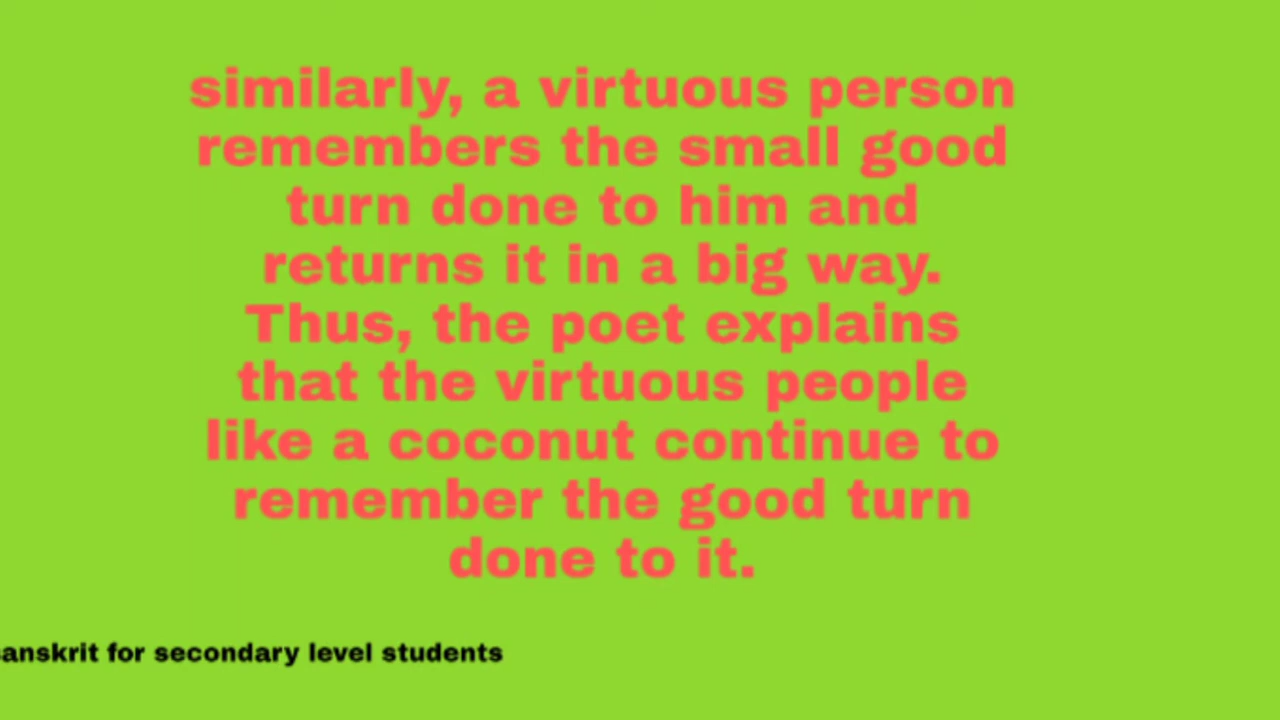 similarly, a virtuous person
remembers the small good
turn done to him and
returns it in a big way.
Thus, the poet explains
that the virtuous people
like a coconut continue to
remember the good turn
done to it.
sanskrit for secondary level students